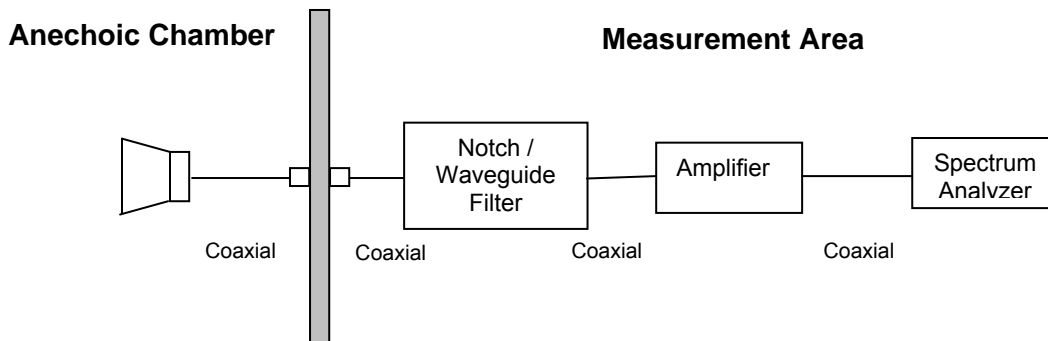 Anechoic Chamber
Measurement Area
Notch /
Waveguide
Filter
Amplifier
Spectrum
Analyzer
Coaxial
Coaxial
Coaxial
Coaxial